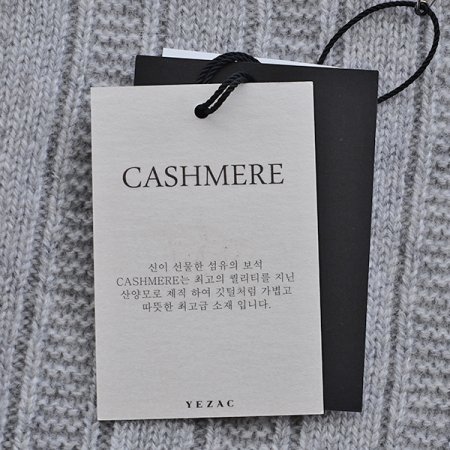 CASHMERE
신이 선물한 섬유의 보석
CASHMERE는 최고의 퀄리티를 지닌
산양모로 제직 하여 깃털처럼 가볍고
따뜻한 최고급 소재 입니다.
YEZAC